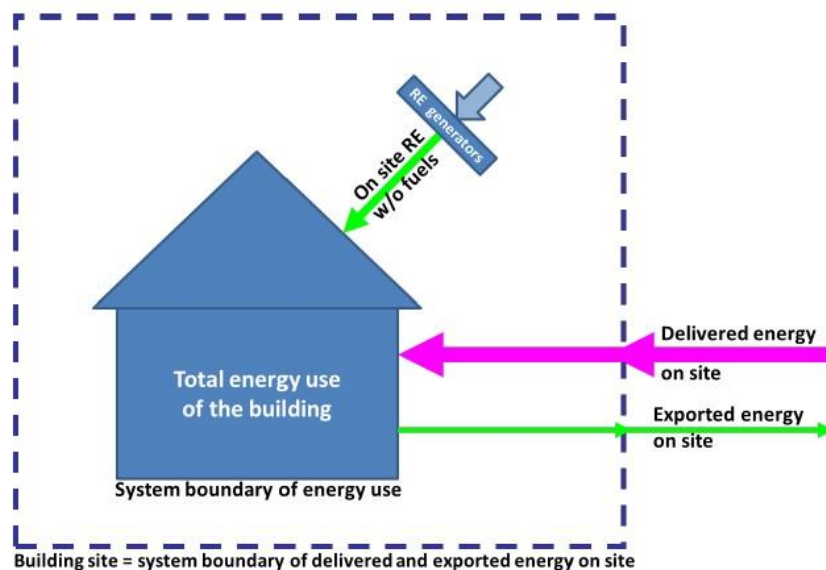 RE generators
On site RE
w/o fuels
Total energy use
of the building
Delivered energy
on site
Exported energy
on site
System boundary of energy use
Building site = system boundary of delivered and exported energy on site